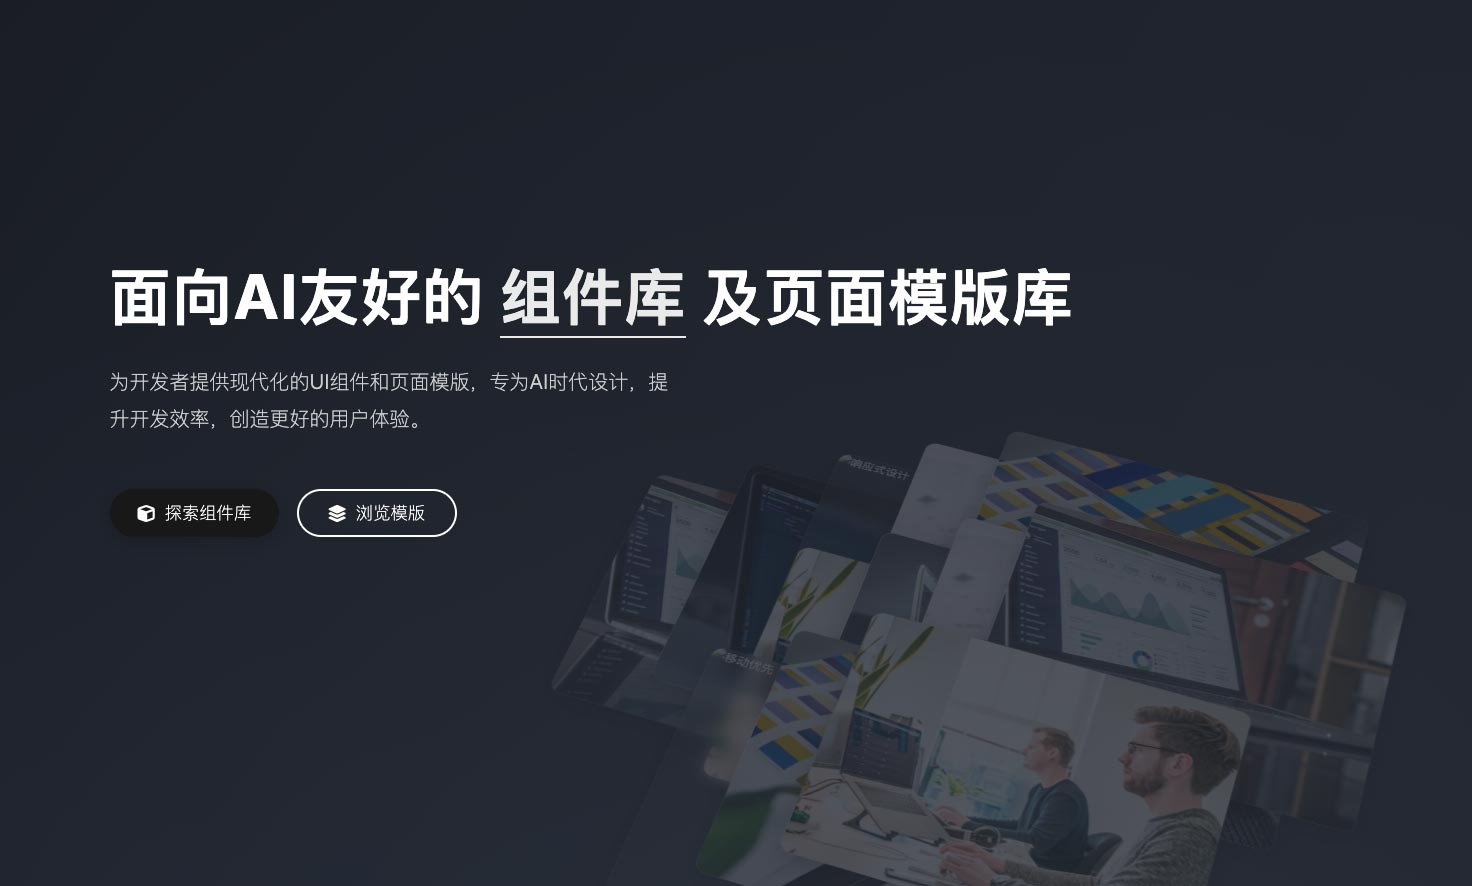 面向AI友好的 组件库 及页面模版库
为开发者提供现代化的UI组件和页面模版，专为AI时代设计，提
升开发效率，创造更好的用户体验。
探索组件库
浏览模版
响应式设计
移动优先